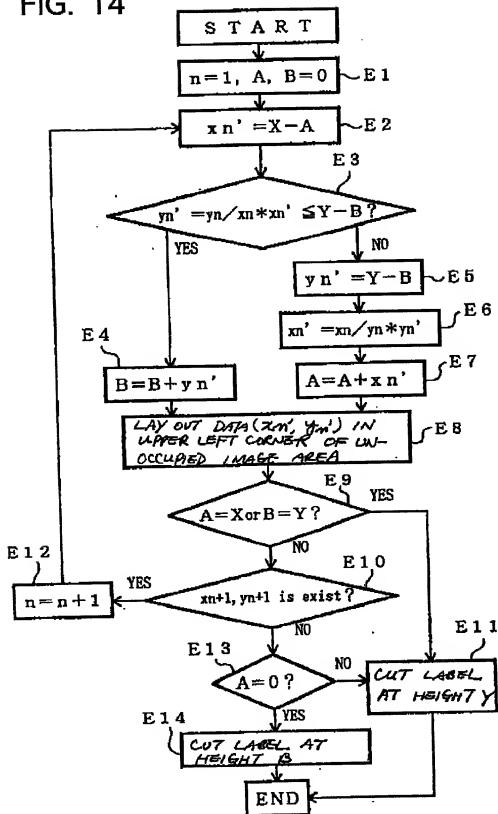 FIG. 14
START
n=1, A, B=0
E1
xn'=X-A
E2
E3
yn'=yn/xn*xn'≦Y-B?
YES
NO
yn'=Y-B
E5
xn'=xn/yn*yn'
E6
E4
B=B+yn'
A=A+xn'
E7
LAY OUT DATA (xn', yn') IN
UPPER LEFT CORNER OF UN-
OCCUPIED IMAGE AREA
E8
E9
A=X or B=Y?
YES
NO
E10
E12
n=n+1
YES
xn+1, yn+1 is exist?
NO
E13
A=0?
NO
E11
CUT LABEL
AT HEIGHT Y
YES
E14
CUT LABEL AT
HEIGHT B
END